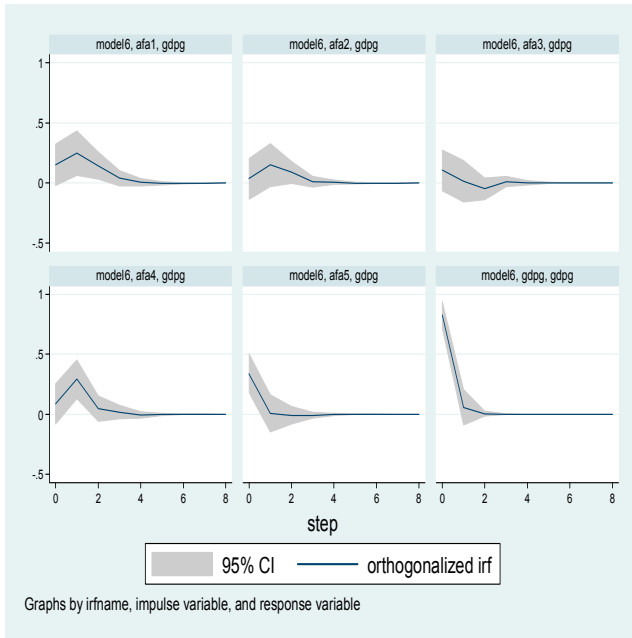 model6, afa1, gdpg
model6, afa2, gdpg
model6, afa3, gdpg
1
.5
0
-.5
model6, afa4, gdpg
model6, afa5, gdpg
model6, gdpg, gdpg
1
.5
0
-.5
0 2 4 6 8
0 2 4 6 8
0 2 4 6 8
step
95% CI
orthogonalized irf
Graphs by irfname, impulse variable, and response variable